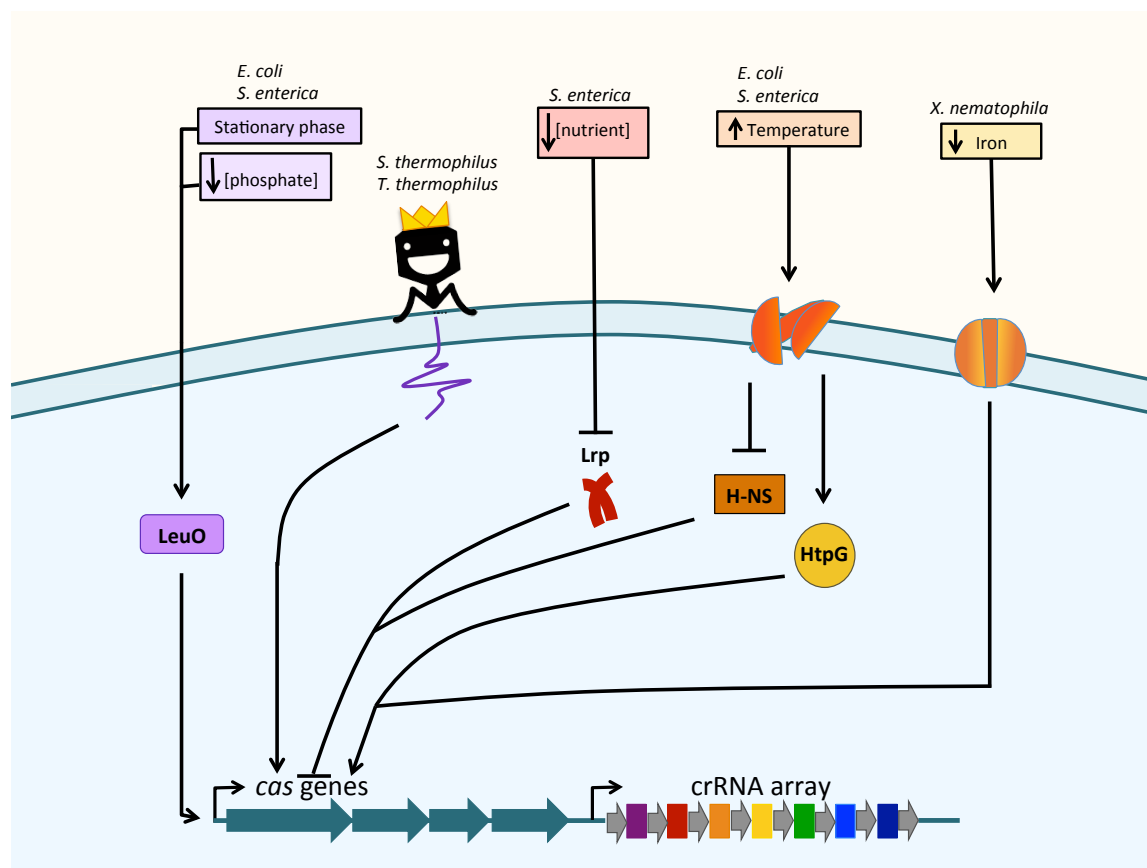 E. coli
S. enterica
Stationary phase
[phosphate]
S. thermophilus
T. thermophilus
S. enterica
[nutrient]
E. coli
S. enterica
Temperature
X. nematophila
Iron
Lrp
H-NS
LeuO
HtpG
cas genes
crRNA array